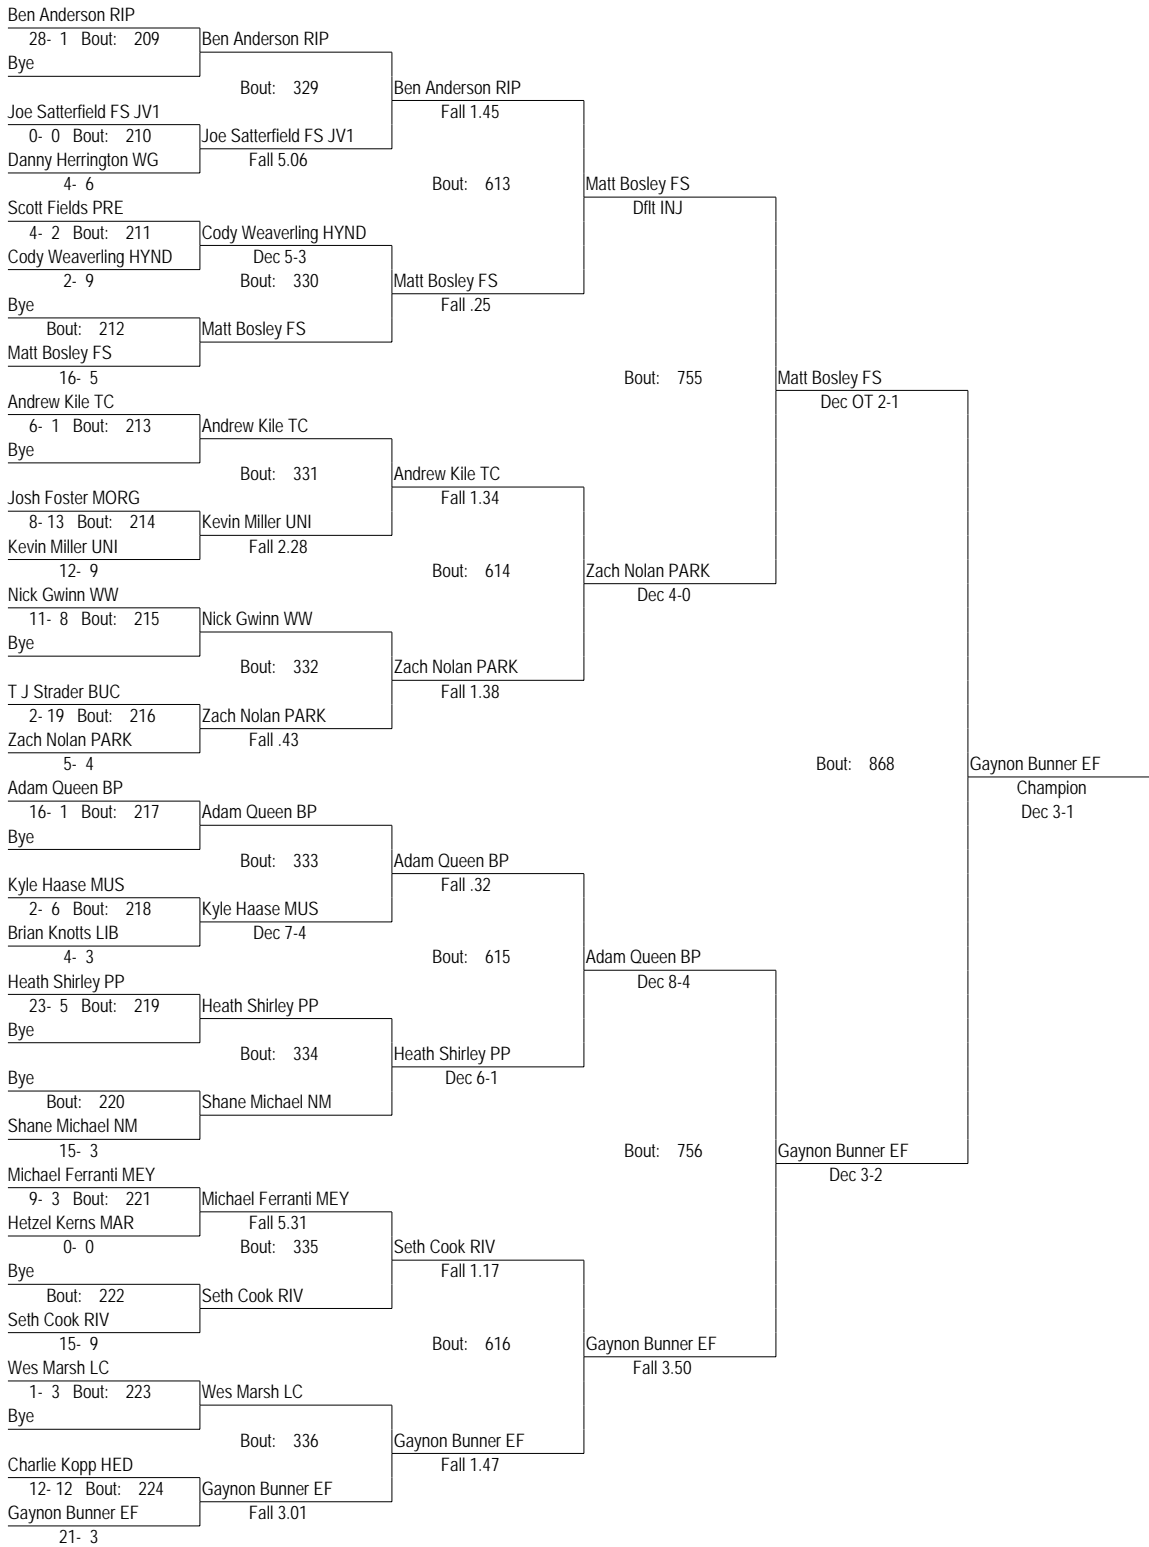 Ben Anderson RIP
28- 1 Bout: 209 Ben Anderson RIP
Bye
Bout: 329 Ben Anderson RIP
Joe Satterfield FS JV1 Fall 1.45
0- 0 Bout: 210 Joe Satterfield FS JV1
Danny Herrington WG Fall 5.06
4- 6 Bout: 613 Matt Bosley FS
Scott Fields PRE Dflt INJ
4- 2 Bout: 211 Cody Weaverling HYND
Cody Weaverling HYND Dec 5-3
2- 9 Bout: 330 Matt Bosley FS
Bye Fall .25
Bout: 212 Matt Bosley FS
Matt Bosley FS
16- 5 Bout: 755 Matt Bosley FS
Andrew Kile TC Dec OT 2-1
6- 1 Bout: 213 Andrew Kile TC
Bye
Bout: 331 Andrew Kile TC
Josh Foster MORG Fall 1.34
8- 13 Bout: 214 Kevin Miller UNI
Kevin Miller UNI Fall 2.28
12- 9 Bout: 614 Zach Nolan PARK
Nick Gwinn WW Dec 4-0
11- 8 Bout: 215 Nick Gwinn WW
Bye
Bout: 332 Zach Nolan PARK
T J Strader BUC Fall 1.38
2- 19 Bout: 216 Zach Nolan PARK
Zach Nolan PARK Fall .43
5- 4 Bout: 868 Gaynon Bunner EF
Adam Queen BP Champion
16- 1 Bout: 217 Adam Queen BP Dec 3-1
Bye
Bout: 333 Adam Queen BP
Kyle Haase MUS Fall .32
2- 6 Bout: 218 Kyle Haase MUS
Brian Knotts LIB Dec 7-4
4- 3 Bout: 615 Adam Queen BP
Heath Shirley PP Dec 8-4
23- 5 Bout: 219 Heath Shirley PP
Bye
Bout: 334 Heath Shirley PP
Bye Dec 6-1
Bout: 220 Shane Michael NM
Shane Michael NM
15- 3 Bout: 756 Gaynon Bunner EF
Michael Ferranti MEY Dec 3-2
9- 3 Bout: 221 Michael Ferranti MEY
Hetzel Kerns MAR Fall 5.31
0- 0 Bout: 335 Seth Cook RIV
Bye Fall 1.17
Bout: 222 Seth Cook RIV
Seth Cook RIV
15- 9 Bout: 616 Gaynon Bunner EF
Wes Marsh LC Fall 3.50
1- 3 Bout: 223 Wes Marsh LC
Bye
Bout: 336 Gaynon Bunner EF
Charlie Kopp HED Fall 1.47
12- 12 Bout: 224 Gaynon Bunner EF
Gaynon Bunner EF Fall 3.01
21- 3